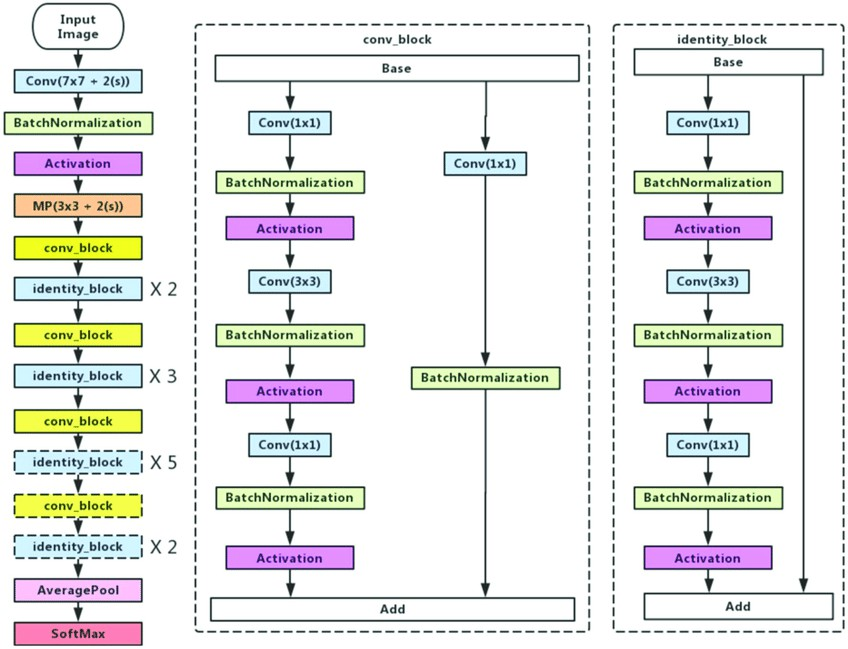 Input
Image
Conv(7x7 + 2(s))
BatchNormalization
Activation
MP(3x3 + 2(s))
conv_block
identity_block X 2
conv_block
identity_block X 3
conv_block
identity_block X 5
conv_block
identity_block X 2
AveragePool
SoftMax
conv_block
Base
Conv(1x1)
BatchNormalization
Activation
Conv(3x3)
BatchNormalization
Activation
Conv(1x1)
BatchNormalization
Activation
Conv(1x1)
BatchNormalization
Add
identity_block
Base
Conv(1x1)
BatchNormalization
Activation
Conv(3x3)
BatchNormalization
Activation
Conv(1x1)
BatchNormalization
Activation
Add